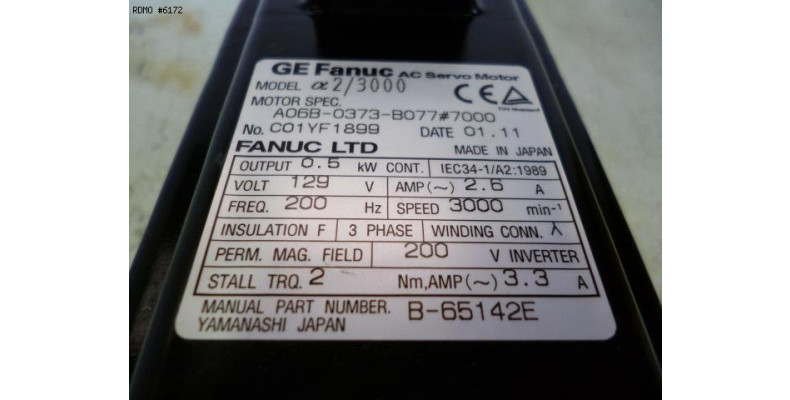 RDMO #6172
GE Fanuc AC Servo Motor
MODEL α2/3000
CE
MOTOR SPEC.
A06B-0373-B077#7000
No. C01YF1899 DATE 01.11
FANUC LTD MADE IN JAPAN
OUTPUT 0.5 kW CONT. IEC34-1/A2:1989
VOLT 129 V AMP(~) 2.6 A
FREQ. 200 Hz SPEED 3000 min-1
INSULATION F 3 PHASE WINDING CONN. 人
PERM. MAG. FIELD 200 V INVERTER
STALL TRQ. 2 Nm,AMP(~) 3.3 A
MANUAL PART NUMBER. B-65142E
YAMANASHI JAPAN